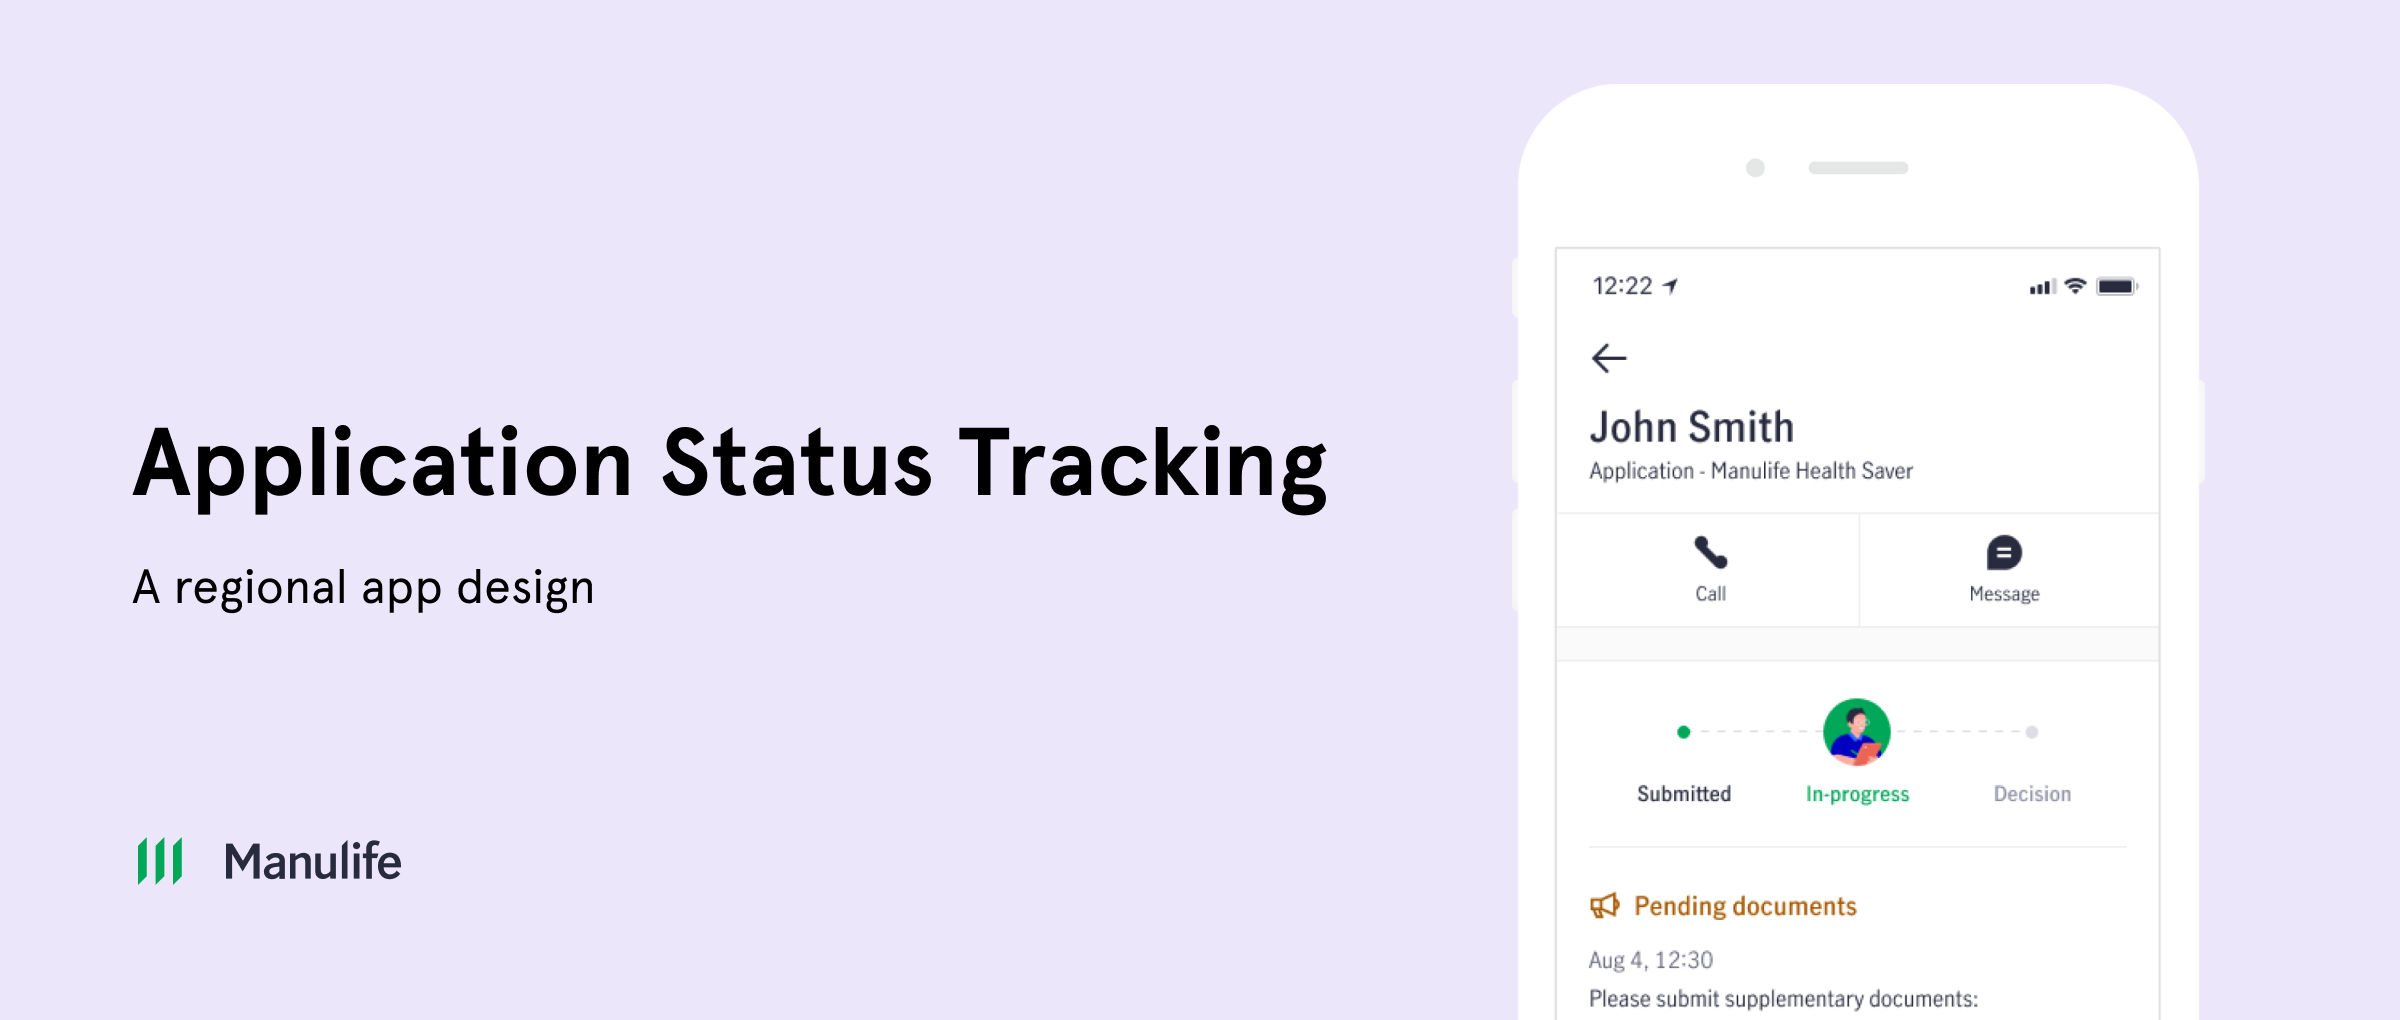 Application Status Tracking
A regional app design
Manulife
12:22
John Smith
Application - Manulife Health Saver
Call
Message
Submitted
In-progress
Decision
Pending documents
Aug 4, 12:30
Please submit supplementary documents: